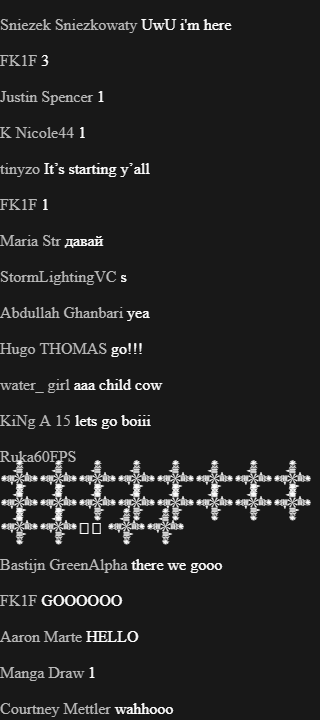 Sniezek Sniezkowaty UwU i'm here
FK1F 3
Justin Spencer 1
K Nicole44 1
tinyzo It’s starting y’all
FK1F 1
Maria Str давай
StormLightingVC s
Abdullah Ghanbari yea
Hugo THOMAS go!!!
water_ girl aaa child cow
KiNg A 15 lets go boiii
Ruka60FPS
Bastijn GreenAlpha there we gooo
FK1F GOOOOOO
Aaron Marte HELLO
Manga Draw 1
Courtney Mettler wahhooo